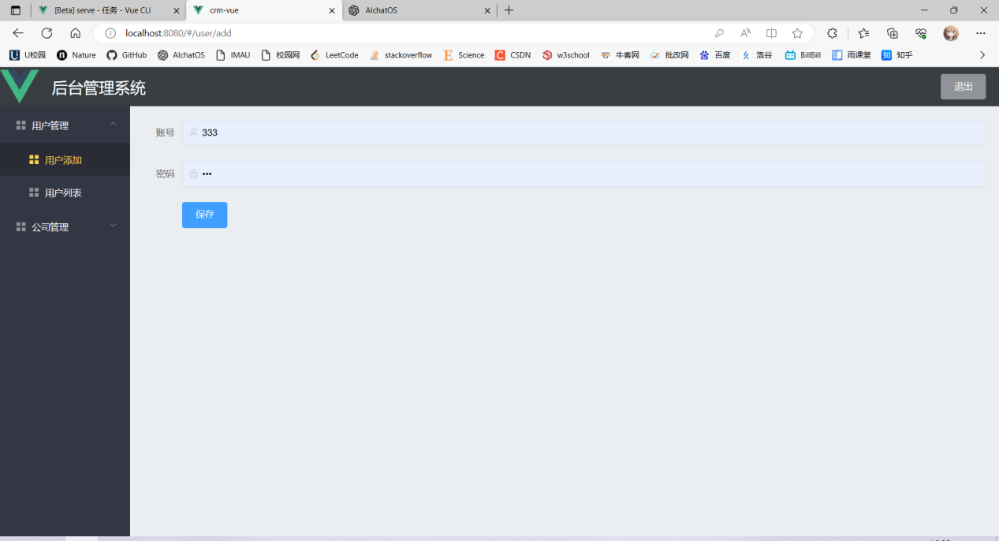 [Beta] serve - 任务 - Vue CLI
crm-vue
AIchatOS
localhost:8080/#/user/add
U校园 Nature GitHub AIchatOS IMAU 校园网 LeetCode stackoverflow Science CSDN w3school 牛客网 批改网 百度 洛谷 BillBill 雨课堂 知乎
后台管理系统
退出
用户管理
用户添加
用户列表
公司管理
账号 333
密码 •••
保存